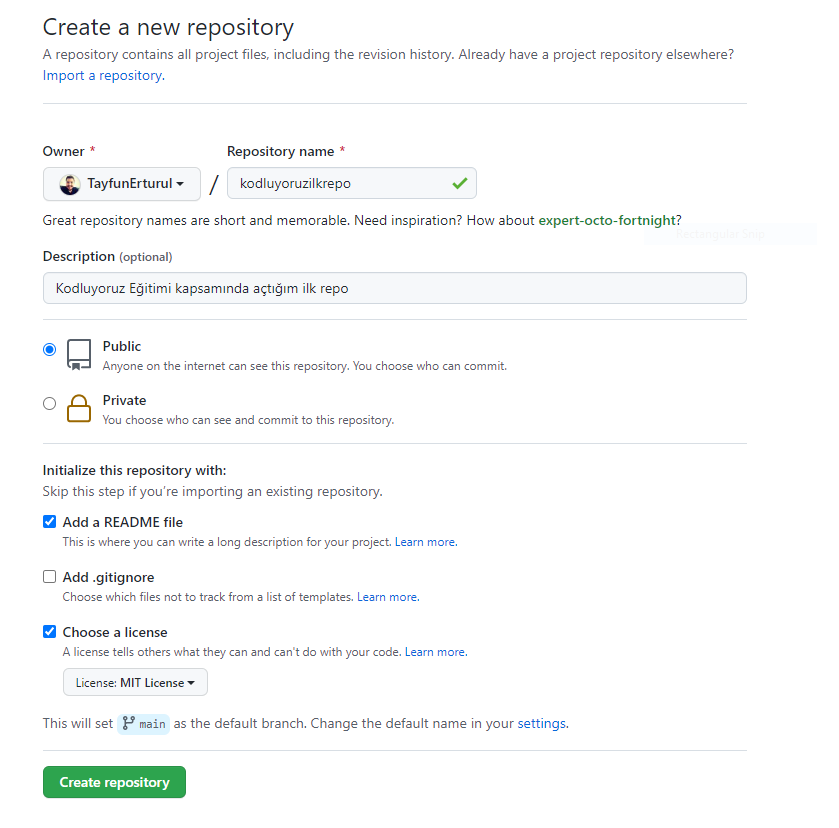 Create a new repository
A repository contains all project files, including the revision history. Already have a project repository elsewhere?
Import a repository.
Owner *
Repository name *
TayfunErturul
/
kodluyoruzilkrepo
Great repository names are short and memorable. Need inspiration? How about expert-octo-fortnight?
Rectangular Snip
Description (optional)
Kodluyoruz Eğitimi kapsamında açtığım ilk repo
Public
Anyone on the internet can see this repository. You choose who can commit.
Private
You choose who can see and commit to this repository.
Initialize this repository with:
Skip this step if you’re importing an existing repository.
Add a README file
This is where you can write a long description for your project. Learn more.
Add .gitignore
Choose which files not to track from a list of templates. Learn more.
Choose a license
A license tells others what they can and can't do with your code. Learn more.
License: MIT License
This will set main as the default branch. Change the default name in your settings.
Create repository